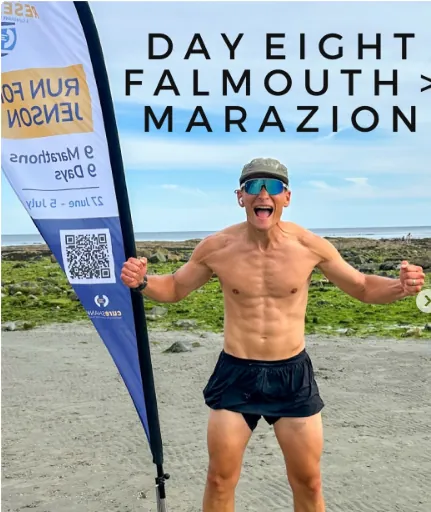 DAY EIGHT
FALMOUTH >
MARAZION
RUN FOR
JENSON
9 Marathons
9 Days
27 June - 5 July